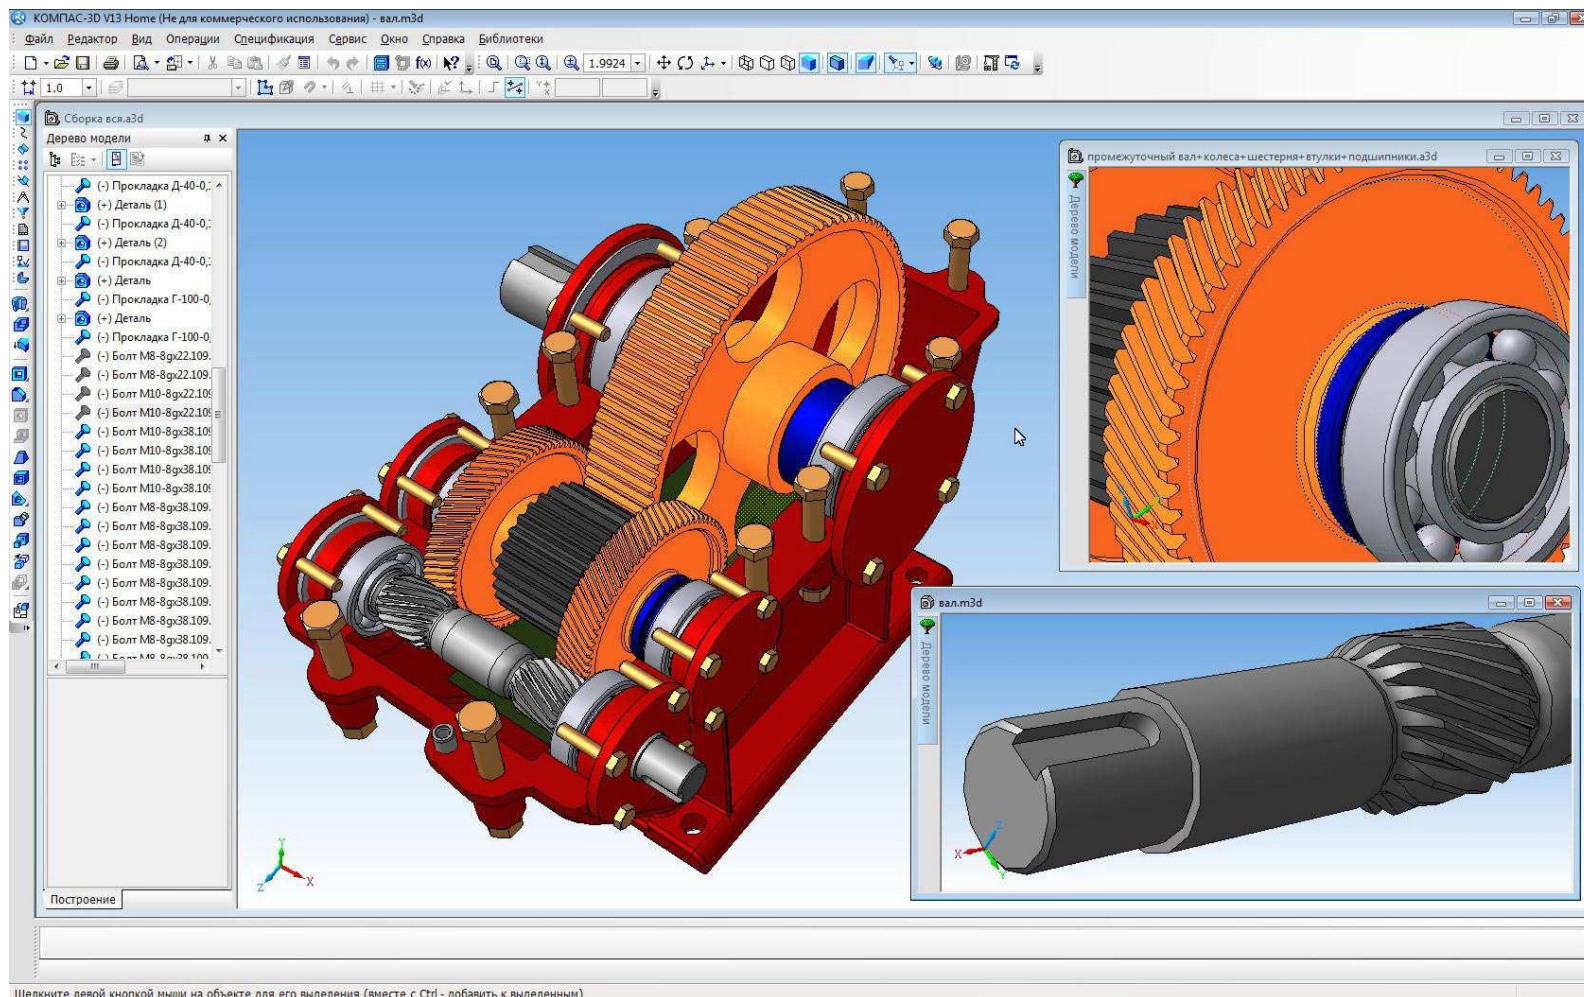 КОМПАС-3D V13 Home (Не для коммерческого использования) - вал.m3d
Файл Редактор Вид Операции Спецификация Сервис Окно Справка Библиотеки
f(x) 1.9924
1.0
Сборка вся.a3d
Дерево модели
(-) Прокладка Д-40-0,
(+) Деталь (1)
(-) Прокладка Д-40-0,
(+) Деталь (2)
(-) Прокладка Д-40-0,
(+) Деталь
(-) Прокладка Г-100-0,
(+) Деталь
(-) Прокладка Г-100-0,
(-) Болт М8-8gx22.109.
(-) Болт М8-8gx22.109.
(-) Болт М10-8gx22.109
(-) Болт М10-8gx22.109
(-) Болт М10-8gx38.109
(-) Болт М10-8gx38.109
(-) Болт М10-8gx38.109
(-) Болт М10-8gx38.109
(-) Болт М8-8gx38.109.
(-) Болт М8-8gx38.109.
(-) Болт М8-8gx38.109.
(-) Болт М8-8gx38.109.
(-) Болт М8-8gx38.109.
(-) Болт М8-8gx38.109.
(-) Болт М8-8gx38.109.
(-) Болт М8-8gx38.109.
Построение
Y
Z
X
промежуточный вал+колеса+шестерня+втулки+подшипники.a3d
Дерево модели
вал.m3d
Дерево модели
Z
X
Y
Щелкните левой кнопкой мыши на объекте для его выделения (вместе с Ctrl - добавить к выделенным)